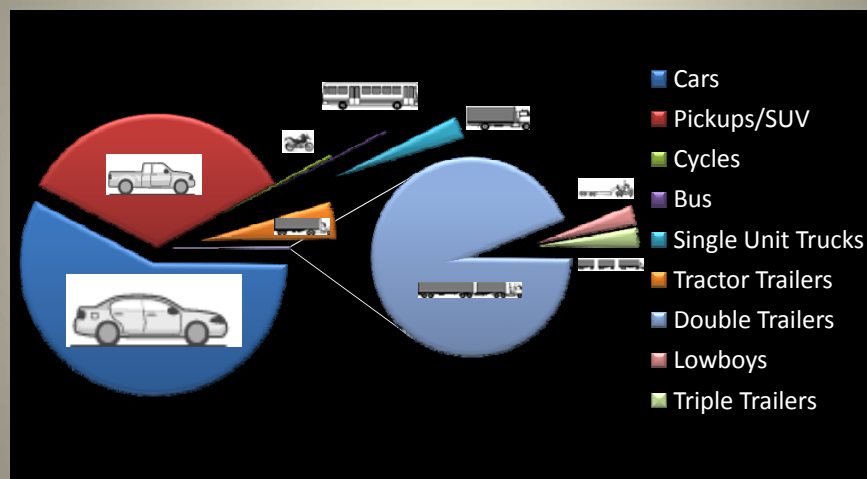 Cars
Pickups/SUV
Cycles
Bus
Single Unit Trucks
Tractor Trailers
Double Trailers
Lowboys
Triple Trailers